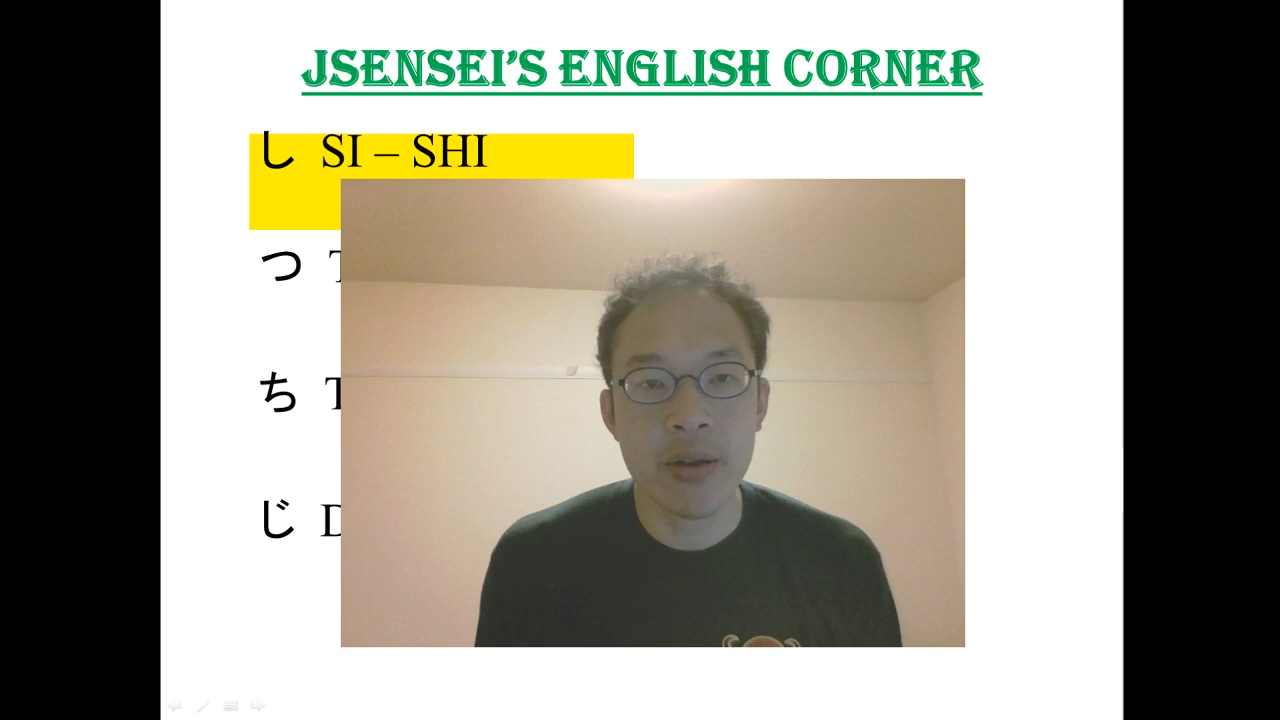 JSENSEI'S ENGLISH CORNER
し SI – SHI
つ T
ち T
じ D